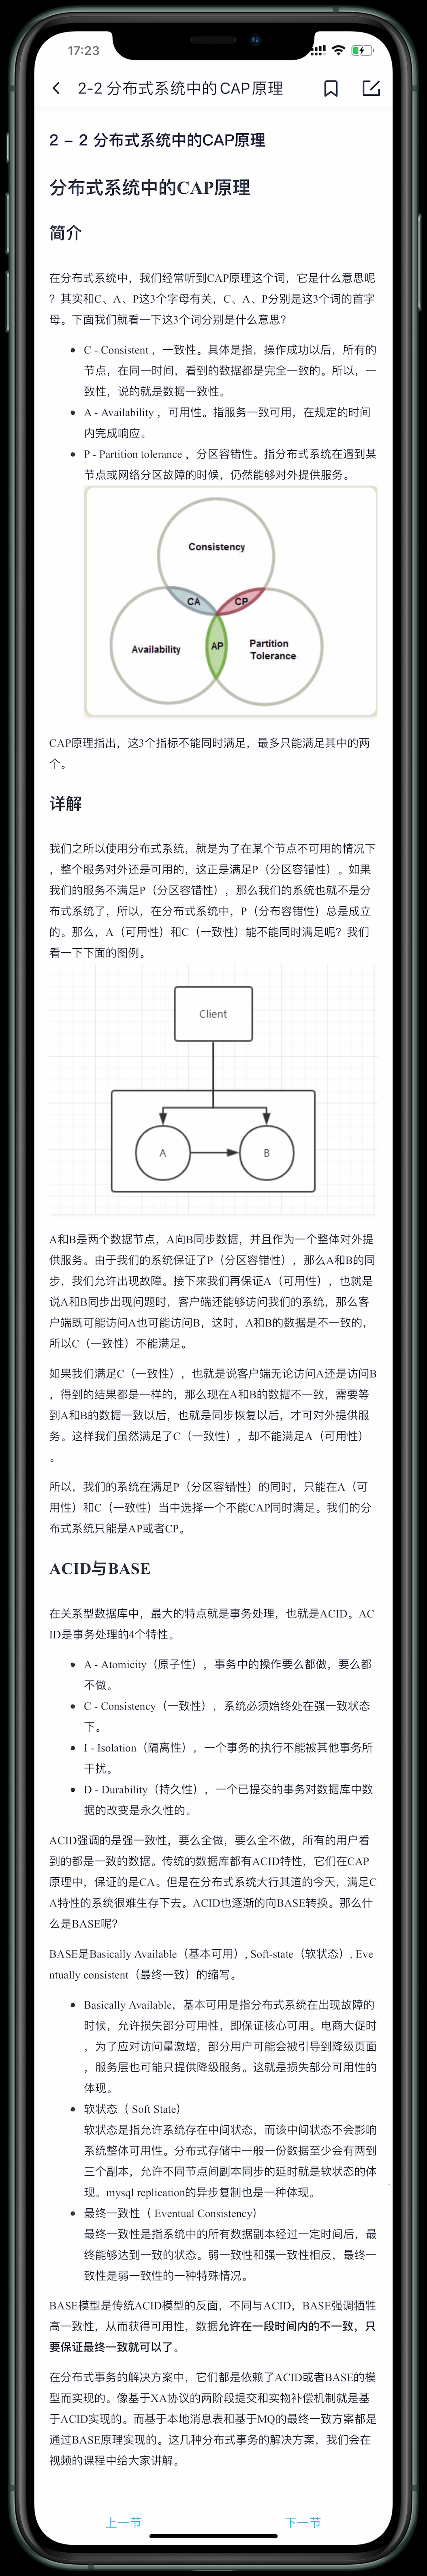 17:23
2-2 分布式系统中的CAP原理
2 – 2 分布式系统中的CAP原理
分布式系统中的CAP原理
简介
在分布式系统中，我们经常听到CAP原理这个词，它是什么意思呢
？其实和C、A、P这3个字母有关，C、A、P分别是这3个词的首字
母。下面我们就看一下这3个词分别是什么意思？
• C - Consistent ，一致性。具体是指，操作成功以后，所有的
节点，在同一时间，看到的数据都是完全一致的。所以，一
致性，说的就是数据一致性。
• A - Availability ，可用性。指服务一致可用，在规定的时间
内完成响应。
• P - Partition tolerance ，分区容错性。指分布式系统在遇到某
节点或网络分区故障的时候，仍然能够对外提供服务。
Consistency
CA
CP
Availability
AP
Partition
Tolerance
CAP原理指出，这3个指标不能同时满足，最多只能满足其中的两
个。
详解
我们之所以使用分布式系统，就是为了在某个节点不可用的情况下
，整个服务对外还是可用的，这正是满足P（分区容错性）。如果
我们的服务不满足P（分区容错性），那么我们的系统也就不是分
布式系统了，所以，在分布式系统中，P（分布容错性）总是成立
的。那么，A（可用性）和C（一致性）能不能同时满足呢？我们
看一下下面的图例。
Client
A
B
A和B是两个数据节点，A向B同步数据，并且作为一个整体对外提
供服务。由于我们的系统保证了P（分区容错性），那么A和B的同
步，我们允许出现故障。接下来我们再保证A（可用性），也就是
说A和B同步出现问题时，客户端还能够访问我们的系统，那么客
户端既可能访问A也可能访问B，这时，A和B的数据是不一致的，
所以C（一致性）不能满足。
如果我们满足C（一致性），也就是说客户端无论访问A还是访问B
，得到的结果都是一样的，那么现在A和B的数据不一致，需要等
到A和B的数据一致以后，也就是同步恢复以后，才可对外提供服
务。这样我们虽然满足了C（一致性），却不能满足A（可用性）
。
所以，我们的系统在满足P（分区容错性）的同时，只能在A（可
用性）和C（一致性）当中选择一个不能CAP同时满足。我们的分
布式系统只能是AP或者CP。
ACID与BASE
在关系型数据库中，最大的特点就是事务处理，也就是ACID。AC
ID是事务处理的4个特性。
• A - Atomicity（原子性），事务中的操作要么都做，要么都
不做。
• C - Consistency（一致性），系统必须始终处在强一致状态
下。
• I - Isolation（隔离性），一个事务的执行不能被其他事务所
干扰。
• D - Durability（持久性），一个已提交的事务对数据库中数
据的改变是永久性的。
ACID强调的是强一致性，要么全做，要么全不做，所有的用户看
到的都是一致的数据。传统的数据库都有ACID特性，它们在CAP
原理中，保证的是CA。但是在分布式系统大行其道的今天，满足C
A特性的系统很难生存下去。ACID也逐渐的向BASE转换。那么什
么是BASE呢？
BASE是Basically Available（基本可用）, Soft-state（软状态）, Eve
ntually consistent（最终一致）的缩写。
• Basically Available，基本可用是指分布式系统在出现故障的
时候，允许损失部分可用性，即保证核心可用。电商大促时
，为了应对访问量激增，部分用户可能会被引导到降级页面
，服务层也可能只提供降级服务。这就是损失部分可用性的
体现。
• 软状态（ Soft State）
软状态是指允许系统存在中间状态，而该中间状态不会影响
系统整体可用性。分布式存储中一般一份数据至少会有两到
三个副本，允许不同节点间副本同步的延时就是软状态的体
现。mysql replication的异步复制也是一种体现。
• 最终一致性（ Eventual Consistency）
最终一致性是指系统中的所有数据副本经过一定时间后，最
终能够达到一致的状态。弱一致性和强一致性相反，最终一
致性是弱一致性的一种特殊情况。
BASE模型是传统ACID模型的反面，不同与ACID，BASE强调牺牲
高一致性，从而获得可用性，数据允许在一段时间内的不一致，只
要保证最终一致就可以了。
在分布式事务的解决方案中，它们都是依赖了ACID或者BASE的模
型而实现的。像基于XA协议的两阶段提交和实物补偿机制就是基
于ACID实现的。而基于本地消息表和基于MQ的最终一致方案都是
通过BASE原理实现的。这几种分布式事务的解决方案，我们会在
视频的课程中给大家讲解。
上一节
下一节